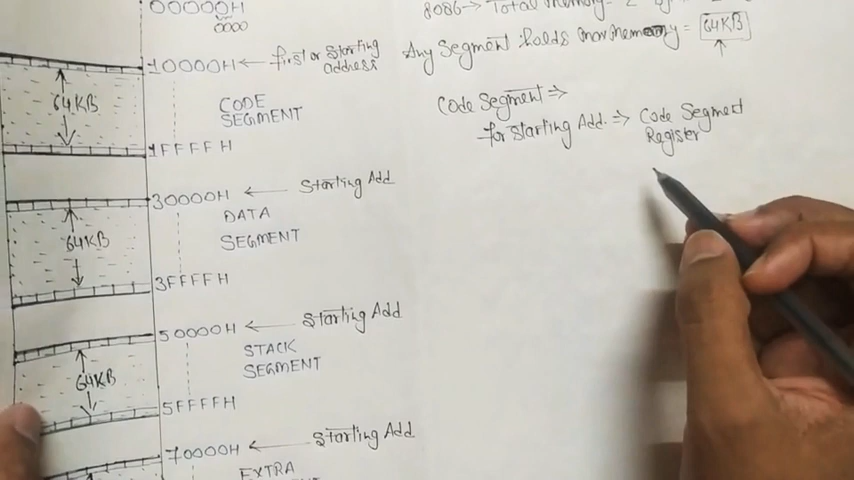 00000H
0000
10000H ← first or Starting
address
64KB
CODE
SEGMENT
1FFFFH
30000H ← Starting Add
DATA
64KB
SEGMENT
3FFFFH
50000H ← Starting Add
STACK
64KB
SEGMENT
5FFFFH
70000H ← Starting Add
EXTRA
8086 → Total memory = 2
Any Segment holds max memory = 64KB
Code Segment ⇒
for Starting Add. ⇒ Code Segment
Register